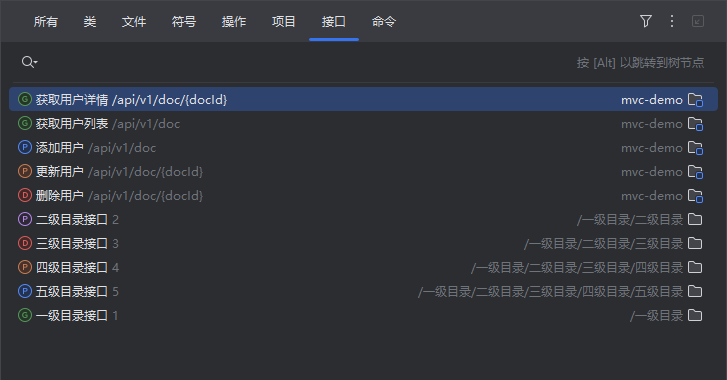 所有 类 文件 符号 操作 项目 接口 命令
按 [Alt] 以跳转到树节点
G 获取用户详情 /api/v1/doc/{docId} mvc-demo
G 获取用户列表 /api/v1/doc mvc-demo
P 添加用户 /api/v1/doc mvc-demo
P 更新用户 /api/v1/doc/{docId} mvc-demo
D 删除用户 /api/v1/doc/{docId} mvc-demo
P 二级目录接口 2 /一级目录/二级目录
D 三级目录接口 3 /一级目录/二级目录/三级目录
P 四级目录接口 4 /一级目录/二级目录/三级目录/四级目录
P 五级目录接口 5 /一级目录/二级目录/三级目录/四级目录/五级目录
G 一级目录接口 1 /一级目录